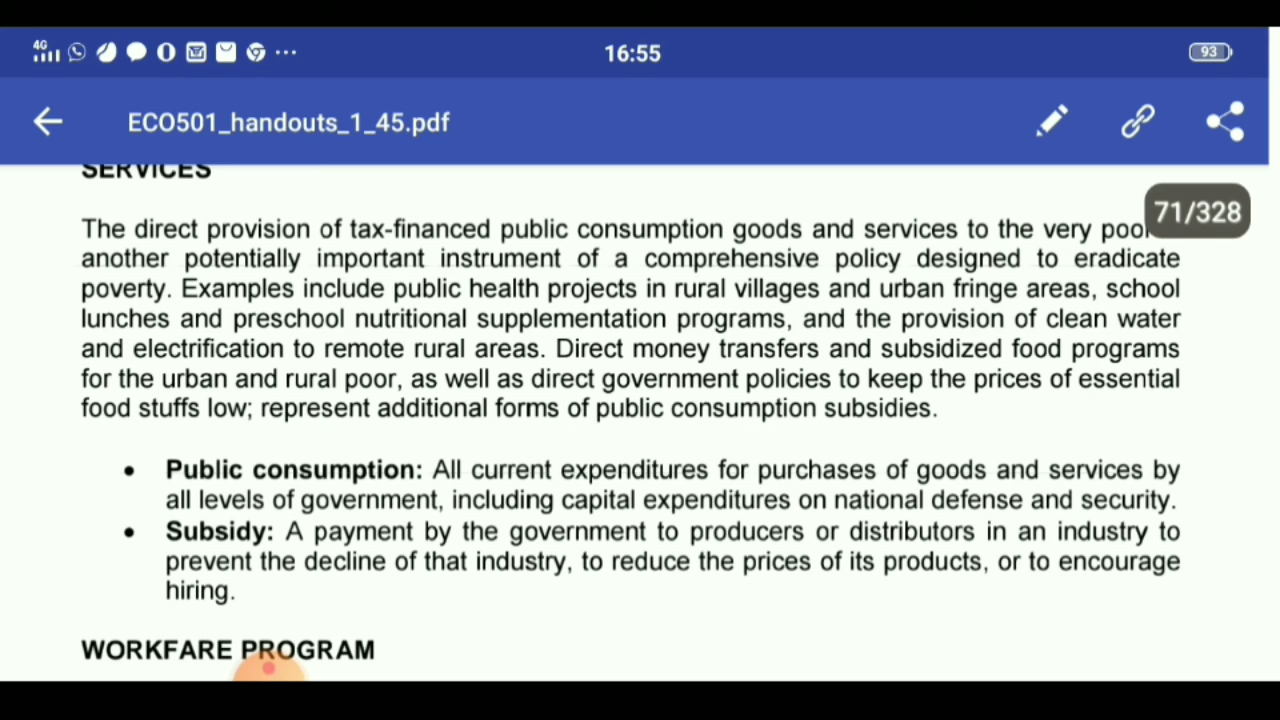 4G
16:55
93
ECO501_handouts_1_45.pdf
SERVICES
71/328
The direct provision of tax-financed public consumption goods and services to the very poor
another potentially important instrument of a comprehensive policy designed to eradicate
poverty. Examples include public health projects in rural villages and urban fringe areas, school
lunches and preschool nutritional supplementation programs, and the provision of clean water
and electrification to remote rural areas. Direct money transfers and subsidized food programs
for the urban and rural poor, as well as direct government policies to keep the prices of essential
food stuffs low; represent additional forms of public consumption subsidies.
• Public consumption: All current expenditures for purchases of goods and services by
all levels of government, including capital expenditures on national defense and security.
• Subsidy: A payment by the government to producers or distributors in an industry to
prevent the decline of that industry, to reduce the prices of its products, or to encourage
hiring.
WORKFARE PROGRAM